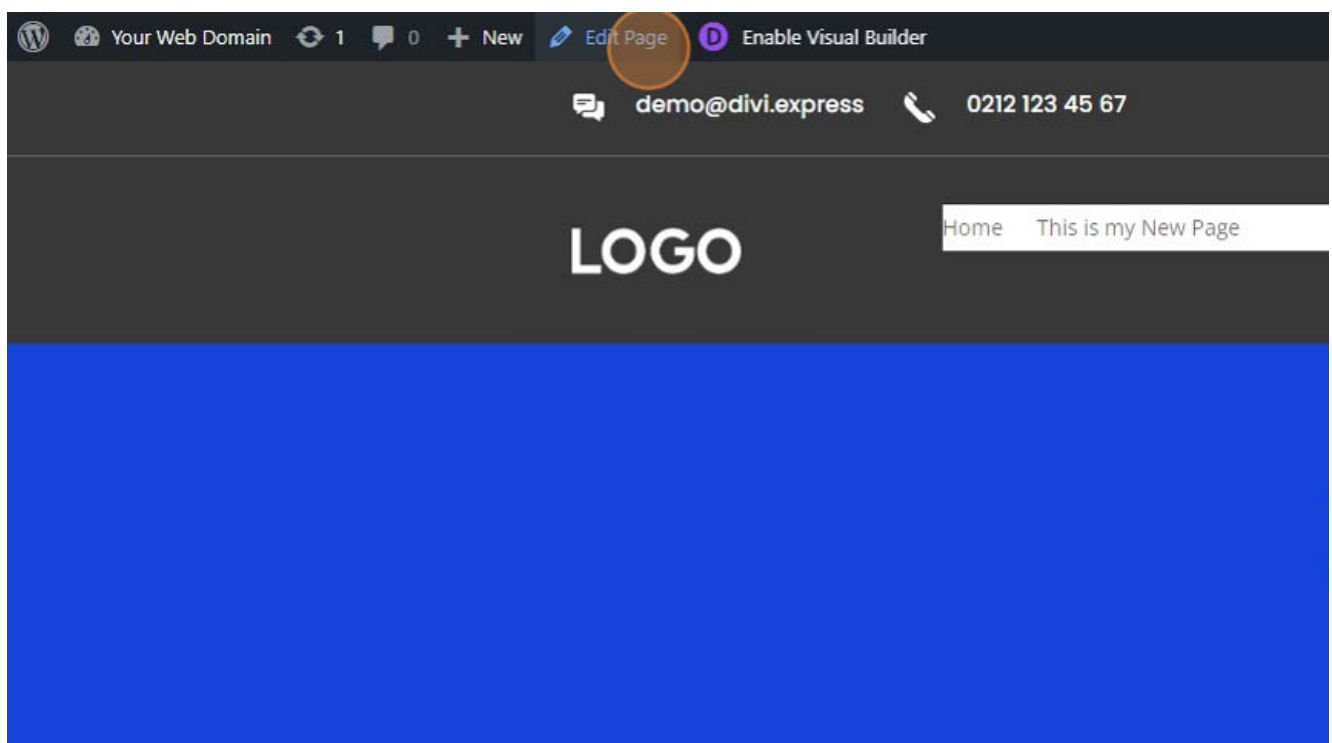 Your Web Domain 1 0 New Edit Page D Enable Visual Builder
demo@divi.express 0212 123 45 67
LOGO
Home This is my New Page